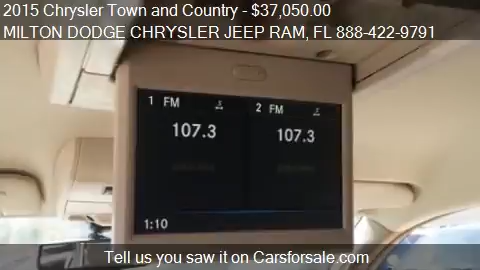 2015 Chrysler Town and Country - $37,050.00
MILTON DODGE CHRYSLER JEEP RAM, FL 888-422-9791
1 FM 2 FM
107.3 107.3
1:10
Tell us you saw it on Carsforsale.com